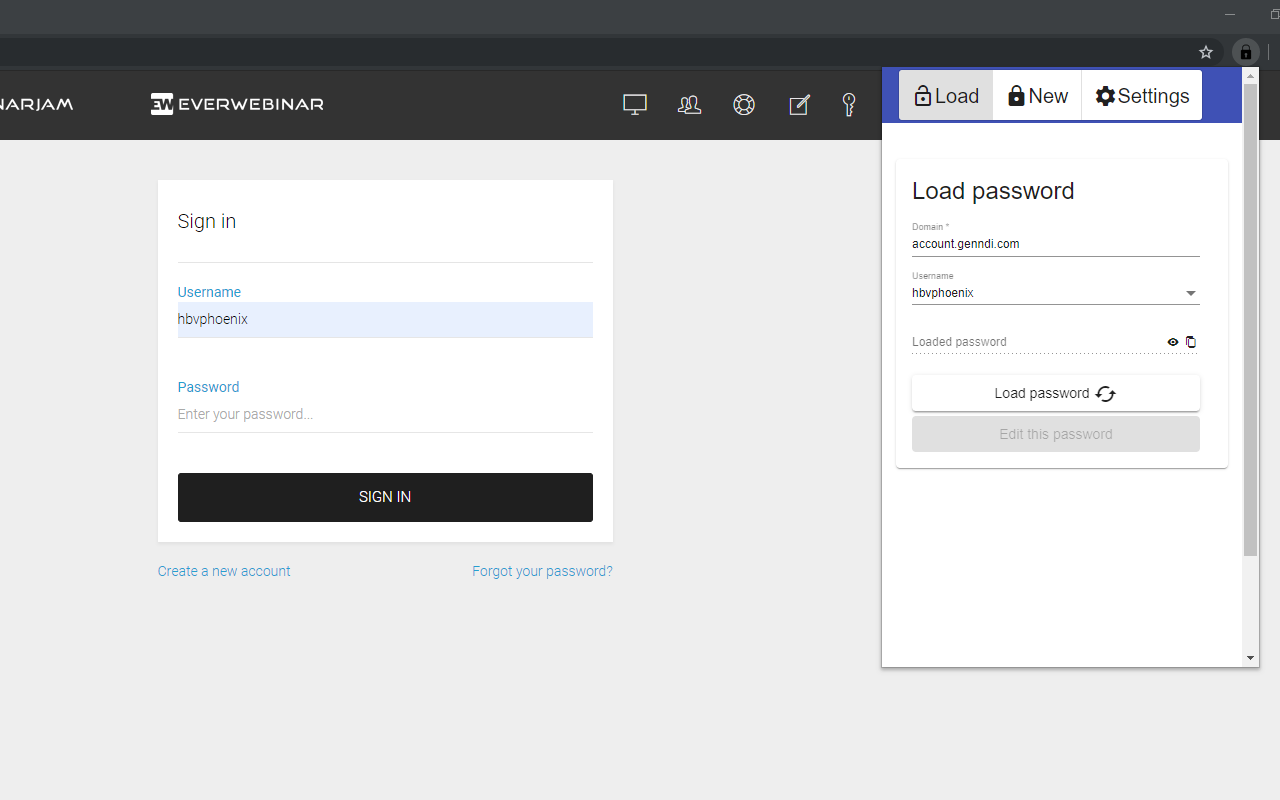 NARJAM
EW EVERWEBINAR
Sign in
Username
hbvphoenix
Password
Enter your password...
SIGN IN
Create a new account
Forgot your password?
Load New Settings
Load password
Domain *
account.genndi.com
Username
hbvphoenix
Loaded password
Load password
Edit this password